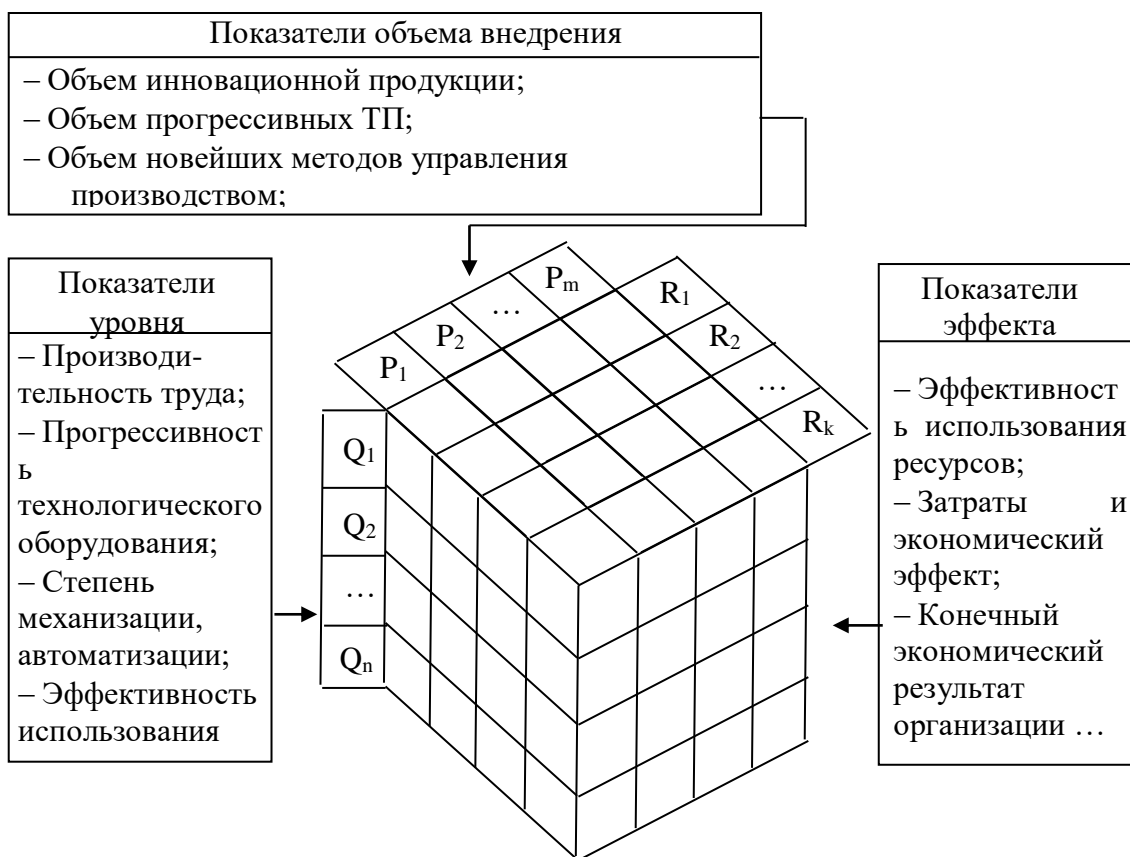 Показатели объема внедрения
– Объем инновационной продукции;
– Объем прогрессивных ТП;
– Объем новейших методов управления
производством;
Показатели
уровня
– Производи-
тельность труда;
– Прогрессивност
ь
технологического
оборудования;
– Степень
механизации,
автоматизации;
– Эффективность
использования
P1
P2
…
Pm
R1
R2
…
Rk
Q1
Q2
…
Qn
Показатели
эффекта
– Эффективност
ь использования
ресурсов;
– Затраты и
экономический
эффект;
– Конечный
экономический
результат
организации …